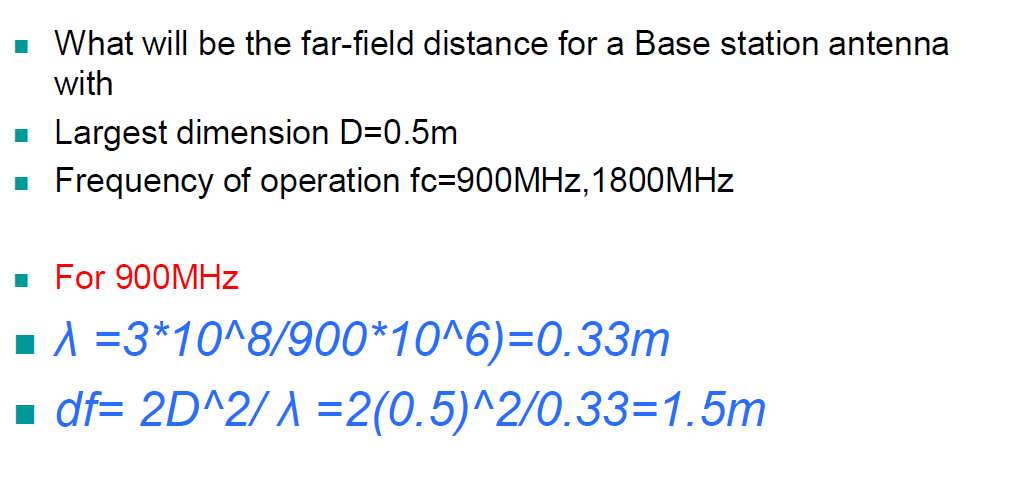 What will be the far-field distance for a Base station antenna
with
Largest dimension D=0.5m
Frequency of operation fc=900MHz,1800MHz
For 900MHz
λ =3*10^8/900*10^6)=0.33m
df= 2D^2/ λ =2(0.5)^2/0.33=1.5m